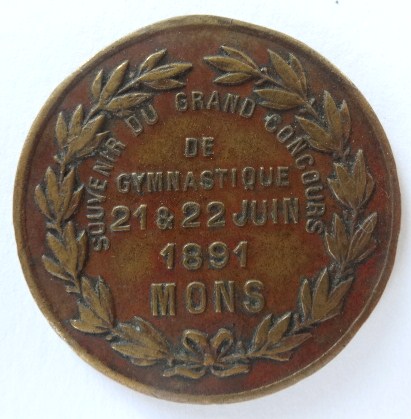 SOUVENIR DU GRAND CONCOURS
DE
GYMNASTIQUE
21 & 22 JUIN
1891
MONS